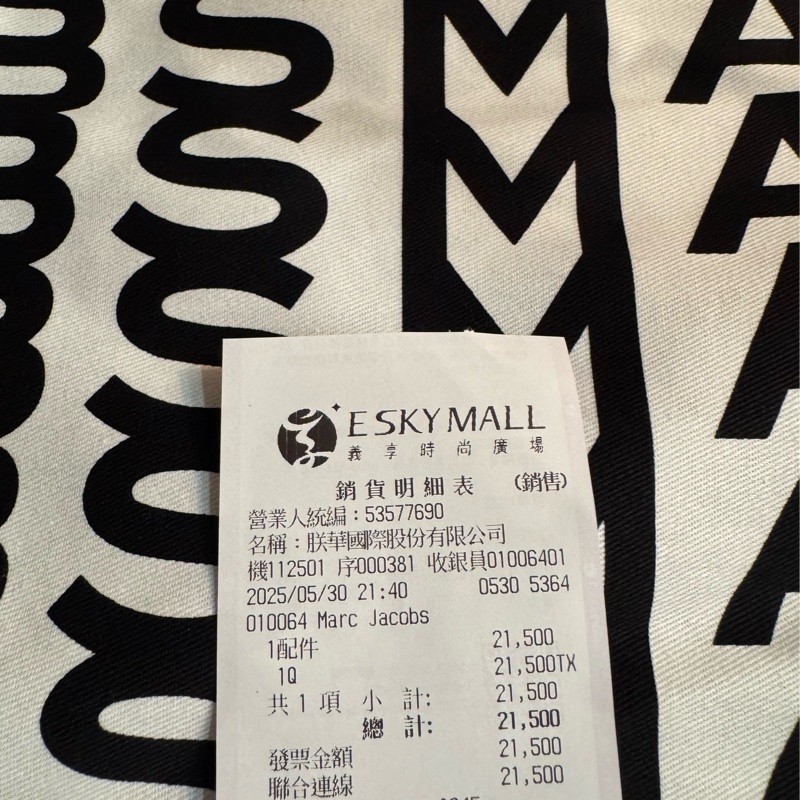 E SKY MALL
義享時尚廣場
銷貨明細表 (銷售)
營業人統編：53577690
名稱：朕華國際股份有限公司
機112501 序000381 收銀員01006401
2025/05/30 21:40 0530 5364
010064 Marc Jacobs
1配件 21,500
1Q 21,500TX
共1項 小計: 21,500
總計: 21,500
發票金額 21,500
聯合連線 21,500